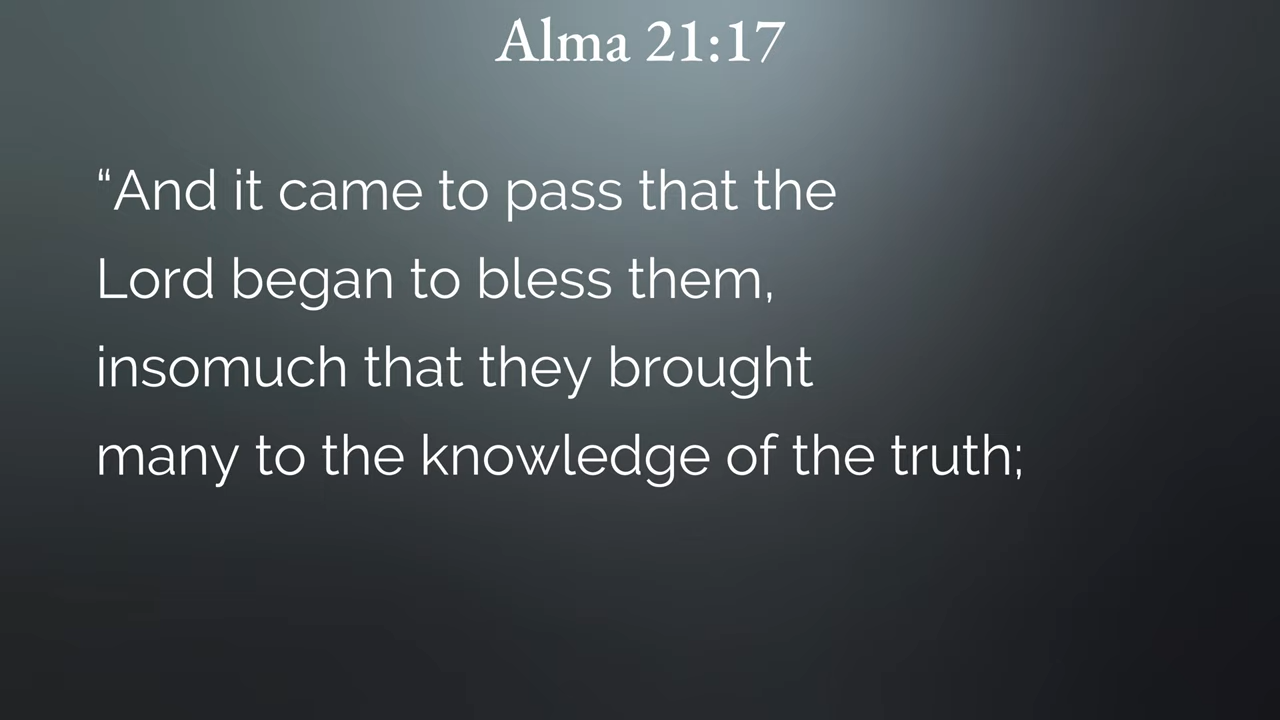 Alma 21:17
“And it came to pass that the
Lord began to bless them,
insomuch that they brought
many to the knowledge of the truth;